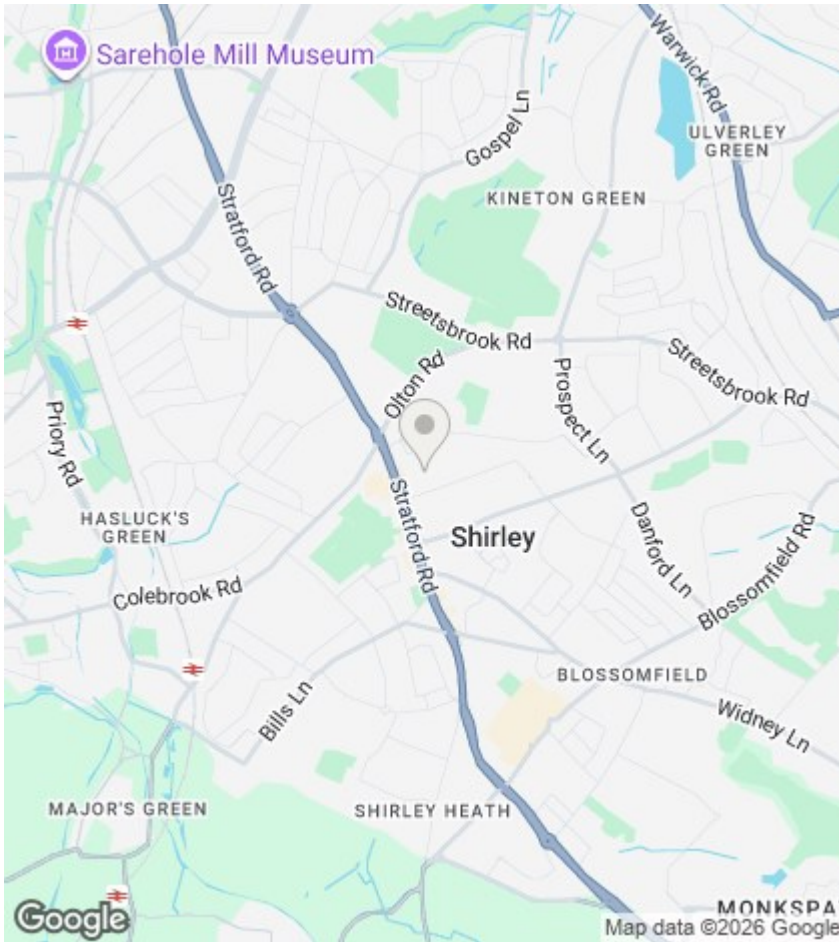 Sarehole Mill Museum
Warwick Rd
ULVERLEY
GREEN
Gospel Ln
KINETON GREEN
Stratford Rd
Streetsbrook Rd
Olton Rd
Streetsbrook Rd
Prospect Ln
Priory Rd
Stratford Rd
HASLUCK'S
GREEN
Shirley
Danford Ln
Blossomfield Rd
Colebrook Rd
BLOSSOMFIELD
Bills Ln
Widney Ln
MAJOR'S GREEN
SHIRLEY HEATH
MONKSPA
Google
Map data ©2026 Google